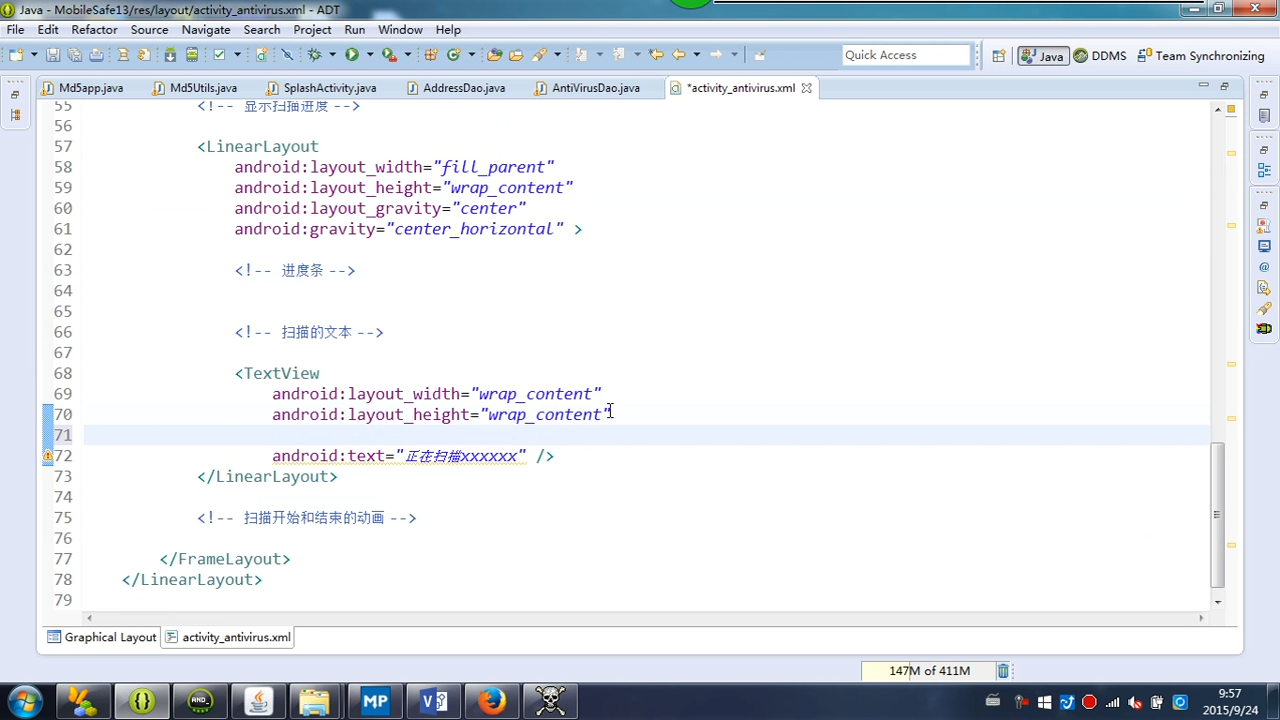 Java - MobileSafe13/res/layout/activity_antivirus.xml - ADT
File Edit Refactor Source Navigate Search Project Run Window Help
Quick Access Java DDMS Team Synchronizing
Md5app.java Md5Utils.java SplashActivity.java AddressDao.java AntiVirusDao.java *activity_antivirus.xml
55 <!-- 显示扫描进度 -->
56
57 <LinearLayout
58 android:layout_width="fill_parent"
59 android:layout_height="wrap_content"
60 android:layout_gravity="center"
61 android:gravity="center_horizontal" >
62
63 <!-- 进度条 -->
64
65
66 <!-- 扫描的文本 -->
67
68 <TextView
69 android:layout_width="wrap_content"
70 android:layout_height="wrap_content"
71
72 android:text="正在扫描xxxxxx" />
73 </LinearLayout>
74
75 <!-- 扫描开始和结束的动画 -->
76
77 </FrameLayout>
78 </LinearLayout>
79
Graphical Layout activity_antivirus.xml
147M of 411M
MP
9:57
2015/9/24